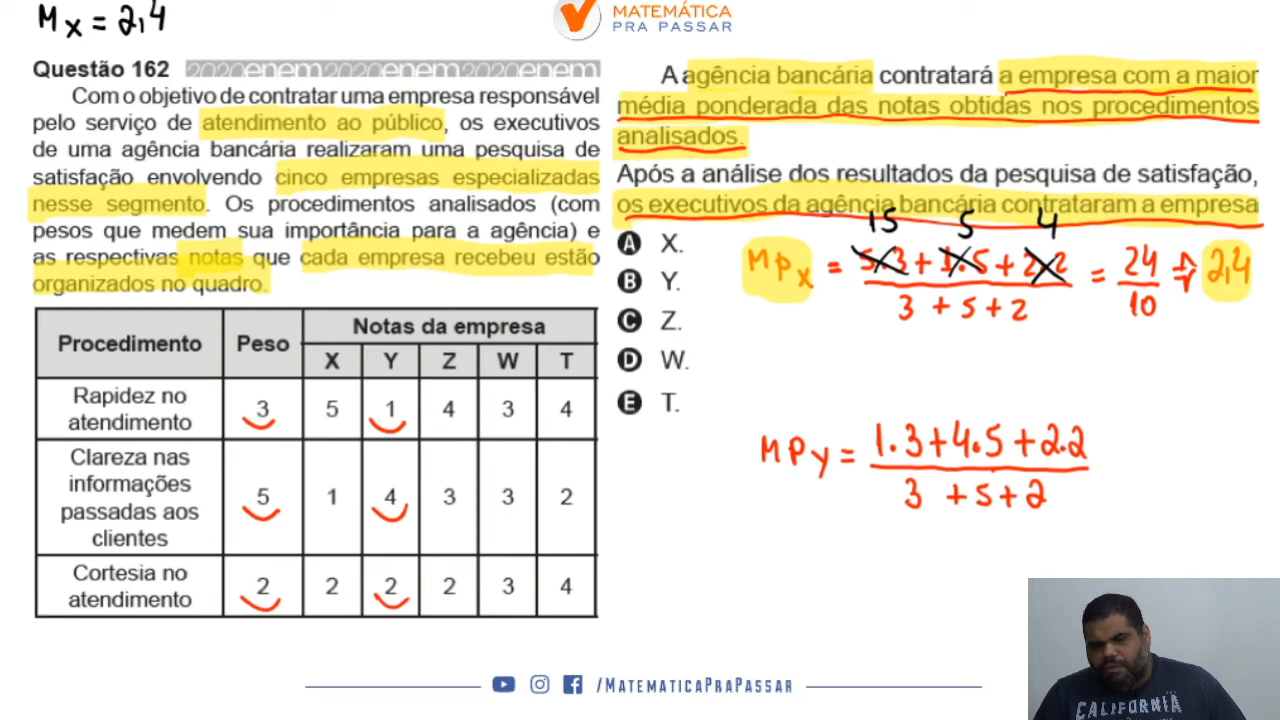 Mx = 2,4
MATEMÁTICA
PRA PASSAR
Questão 162 2020enem2020enem2020enem
Com o objetivo de contratar uma empresa responsável
pelo serviço de atendimento ao público, os executivos
de uma agência bancária realizaram uma pesquisa de
satisfação envolvendo cinco empresas especializadas
nesse segmento. Os procedimentos analisados (com
pesos que medem sua importância para a agência) e
as respectivas notas que cada empresa recebeu estão
organizados no quadro.
Procedimento Peso Notas da empresa
X Y Z W T
Rapidez no
atendimento 3 5 1 4 3 4
Clareza nas
informações
passadas aos
clientes 5 1 4 3 3 2
Cortesia no
atendimento 2 2 2 2 3 4
A agência bancária contratará a empresa com a maior
média ponderada das notas obtidas nos procedimentos
analisados.
Após a análise dos resultados da pesquisa de satisfação,
os executivos da agência bancária contrataram a empresa
A X.
B Y.
C Z.
D W.
E T.
15 5 4
MPx = 5.3 + 1.5 + 2.2 = 24 ÷ 2,4
3 + 5 + 2 10
MPy = 1.3 + 4.5 + 2.2
3 + 5 + 2
/MATEMATICAPRAPASSAR
CALIFORNIA